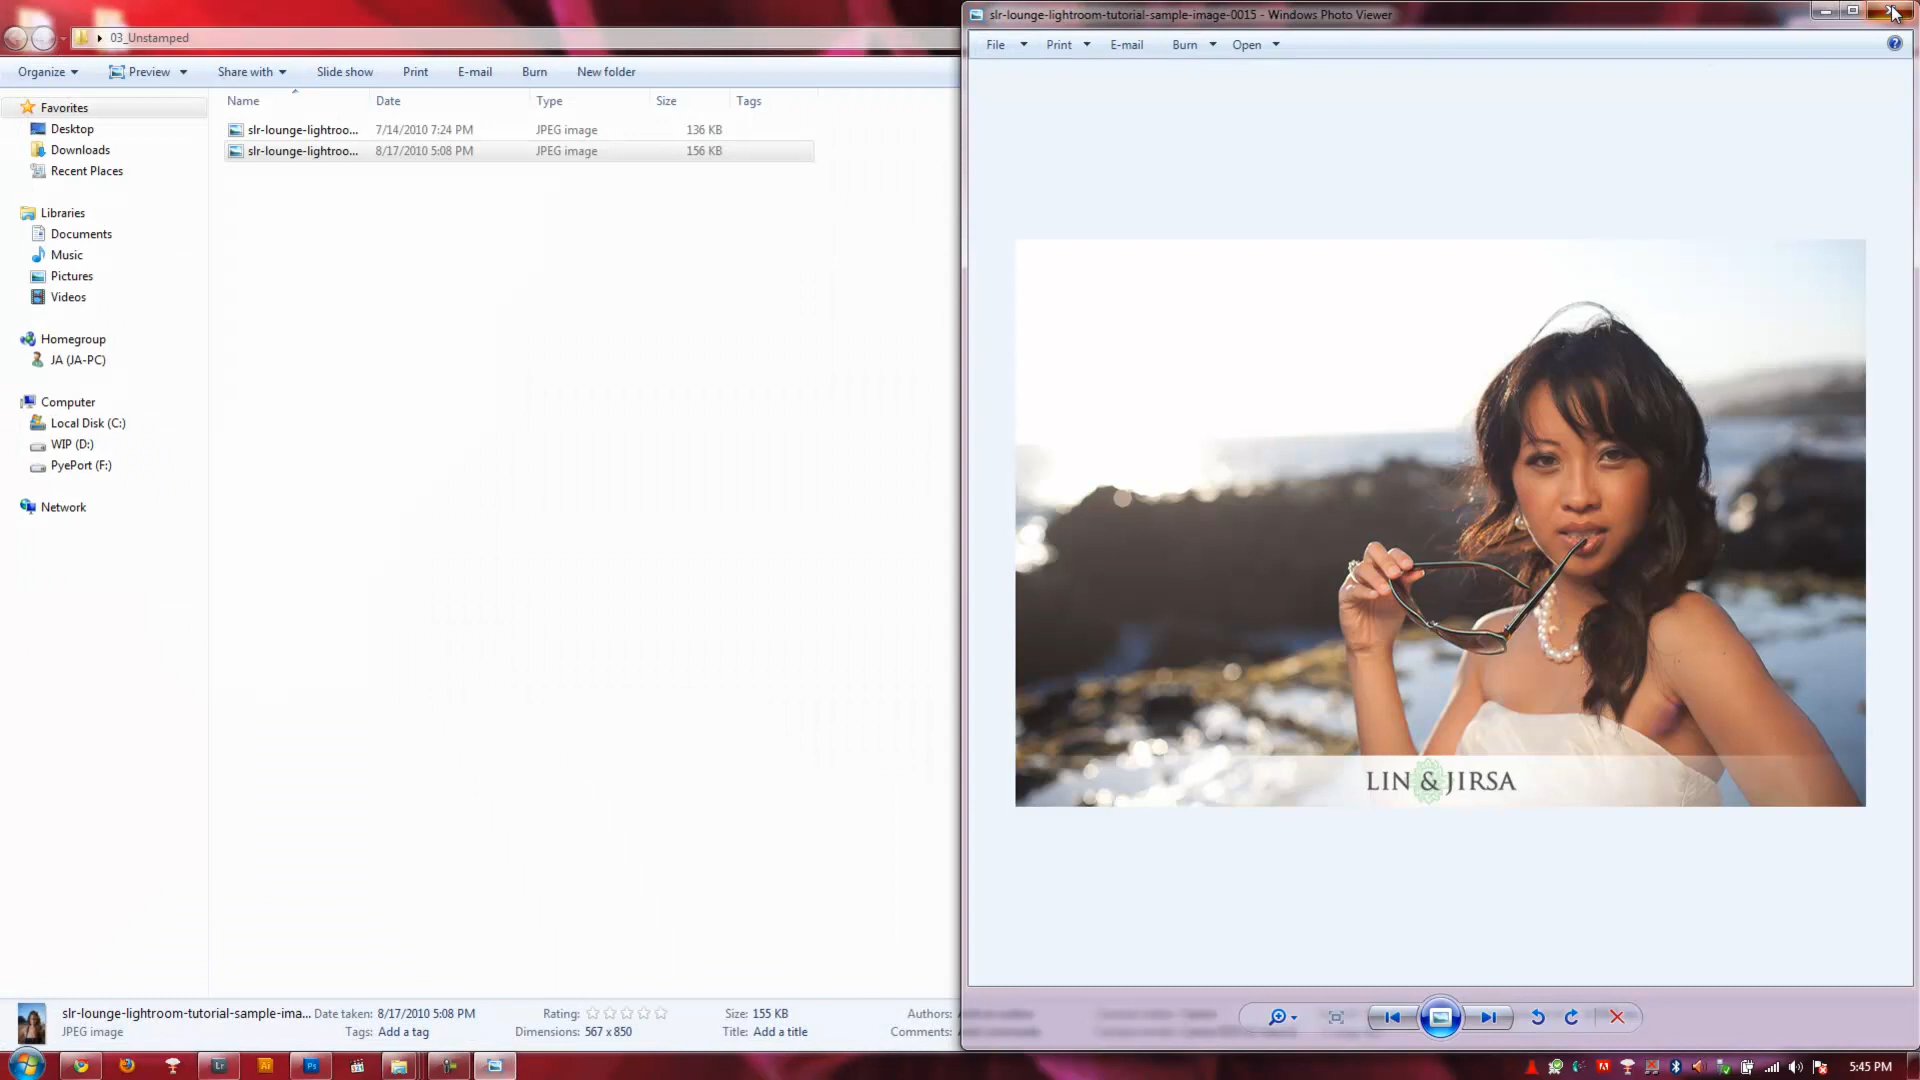 03_Unstamped
Organize Preview Share with Slide show Print E-mail Burn New folder
Name Date Type Size Tags
slr-lounge-lightroo... 7/14/2010 7:24 PM JPEG image 136 KB
slr-lounge-lightroo... 8/17/2010 5:08 PM JPEG image 156 KB
Favorites
Desktop
Downloads
Recent Places
Libraries
Documents
Music
Pictures
Videos
Homegroup
JA (JA-PC)
Computer
Local Disk (C:)
WIP (D:)
PyePort (F:)
Network
slr-lounge-lightroom-tutorial-sample-ima... Date taken: 8/17/2010 5:08 PM Rating: Size: 155 KB Authors:
JPEG image Tags: Add a tag Dimensions: 567 x 850 Title: Add a title Comments:
slr-lounge-lightroom-tutorial-sample-image-0015 - Windows Photo Viewer
File Print E-mail Burn Open
LIN & JIRSA
Lr Ai Ps
5:45 PM